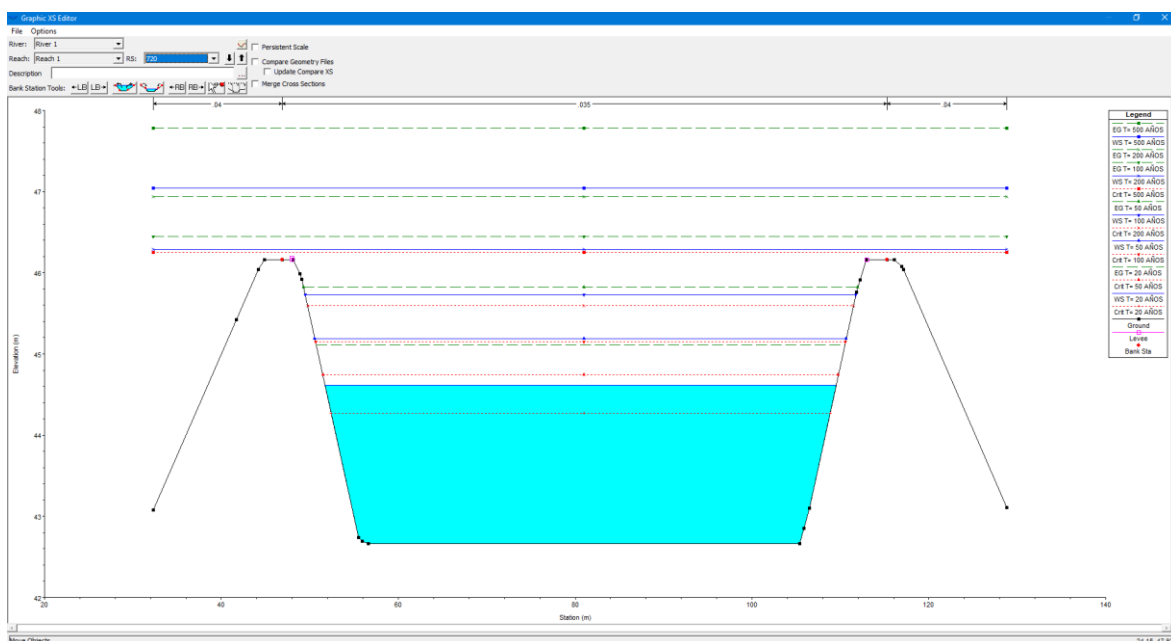 Graphic XS Editor
File Options
River: River 1
Persistent Scale
Reach: Reach 1 RS: 720
Compare Geometry Files
Update Compare XS
Description ...
Merge Cross Sections
Bank Station Tools: LB LB RB RB
.04 .035 .04
48
47
46
45
44
43
42
Elevation (m)
20 40 60 80 100 120 140
Station (m)
Legend
EG T= 500 AÑOS
WS T= 500 AÑOS
EG T= 200 AÑOS
EG T= 100 AÑOS
WS T= 200 AÑOS
Crit T= 500 AÑOS
EG T= 50 AÑOS
WS T= 100 AÑOS
Crit T= 200 AÑOS
WS T= 50 AÑOS
Crit T= 100 AÑOS
EG T= 20 AÑOS
Crit T= 50 AÑOS
WS T= 20 AÑOS
Crit T= 20 AÑOS
Ground
Levee
Bank Sta
Move Objects